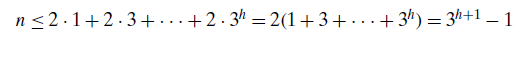 n ≤ 2 · 1 + 2 · 3 + · · · + 2 · 3^h = 2(1 + 3 + · · · + 3^h) = 3^{h+1} – 1